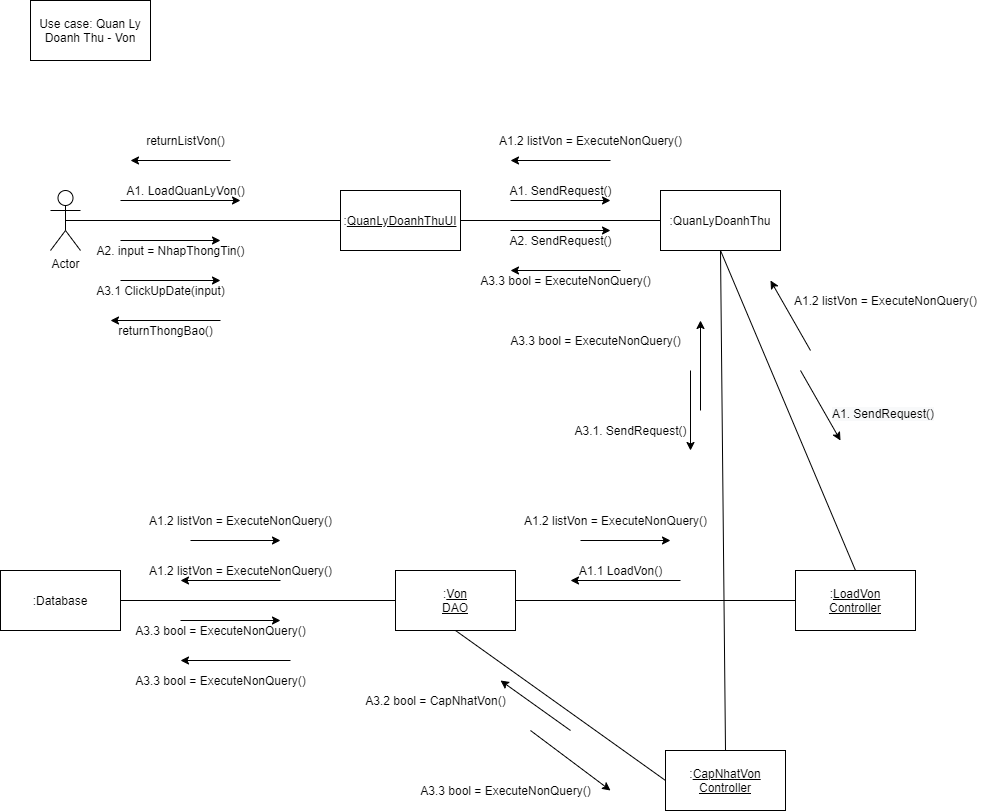 Use case: Quan Ly
Doanh Thu - Von
returnListVon()
A1.2 listVon = ExecuteNonQuery()
A1. LoadQuanLyVon()
A1. SendRequest()
:QuanLyDoanhThuUI
:QuanLyDoanhThu
A2. input = NhapThongTin()
A2. SendRequest()
Actor
A3.1 ClickUpDate(input)
A3.3 bool = ExecuteNonQuery()
A1.2 listVon = ExecuteNonQuery()
returnThongBao()
A3.3 bool = ExecuteNonQuery()
A1. SendRequest()
A3.1. SendRequest()
A1.2 listVon = ExecuteNonQuery()
A1.2 listVon = ExecuteNonQuery()
A1.2 listVon = ExecuteNonQuery()
A1.1 LoadVon()
:Database
:Von
DAO
:LoadVon
Controller
A3.3 bool = ExecuteNonQuery()
A3.3 bool = ExecuteNonQuery()
A3.2 bool = CapNhatVon()
:CapNhatVon
Controller
A3.3 bool = ExecuteNonQuery()